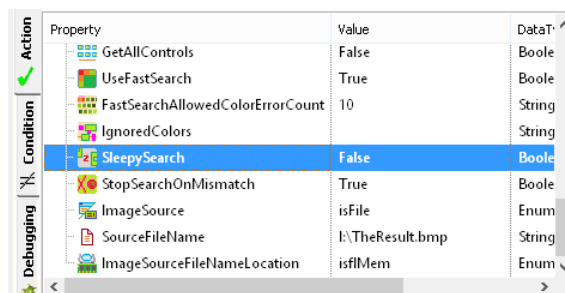 Property Value DataT
GetAllControls False Boole
UseFastSearch True Boole
FastSearchAllowedColorErrorCount 10 String
IgnoredColors String
SleepySearch False Boole
StopSearchOnMismatch True Boole
ImageSource isFile Enum
SourceFileName I:\TheResult.bmp String
ImageSourceFileNameLocation isflMem Enum
Action
Condition
Debugging